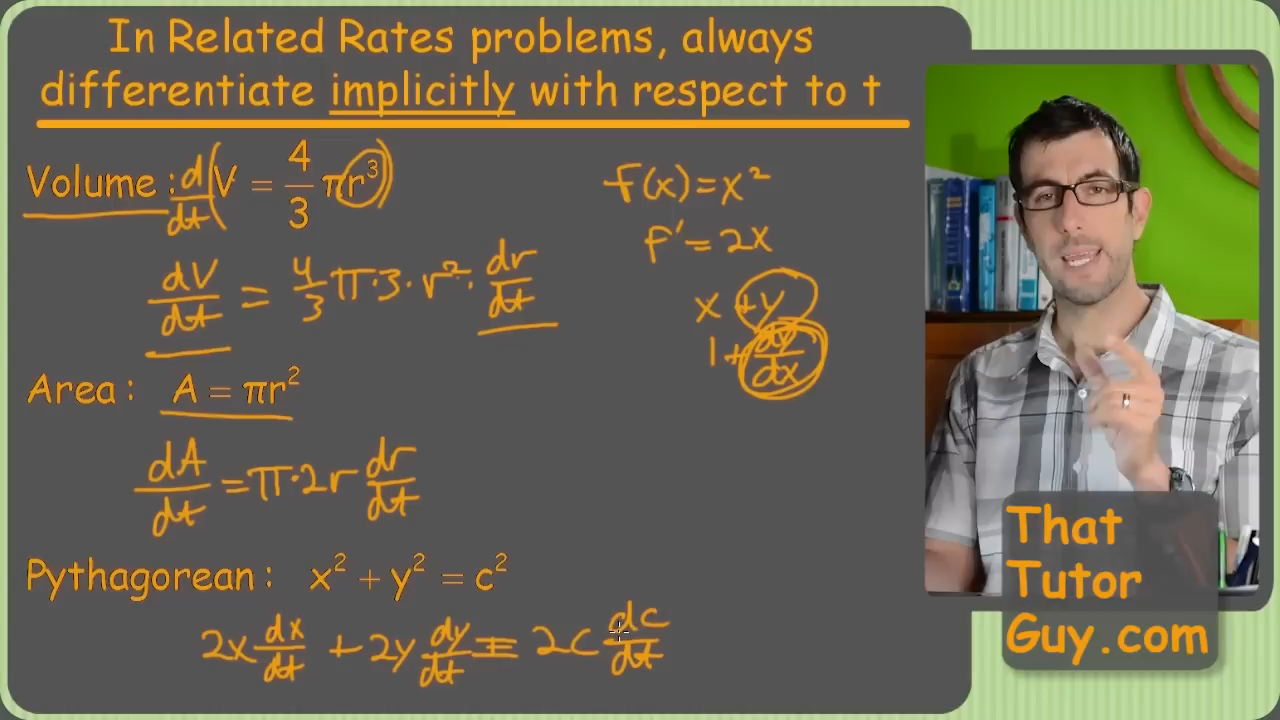 In Related Rates problems, always
differentiate implicitly with respect to t
Volume : d/dt (V = 4/3 πr³)
dV/dt = 4/3 π·3·r²· dr/dt
Area : A = πr²
dA/dt = π·2r dr/dt
Pythagorean : x² + y² = c²
2x dx/dt + 2y dy/dt = 2c dc/dt
f(x) = x²
f' = 2x
x + y
1 + dy/dx
That
Tutor
Guy.com